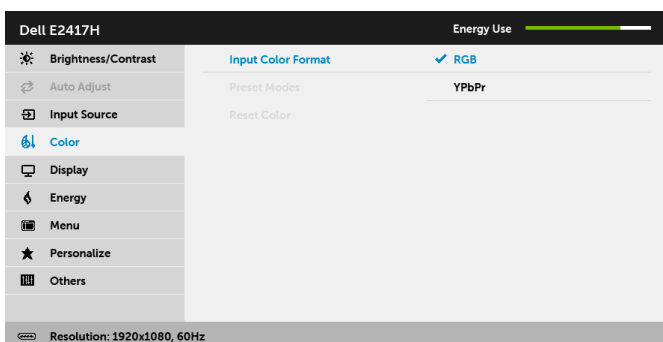 Dell E2417H Energy Use
Brightness/Contrast Input Color Format RGB
Auto Adjust Preset Modes YPbPr
Input Source Reset Color
Color
Display
Energy
Menu
Personalize
Others
Resolution: 1920x1080, 60Hz